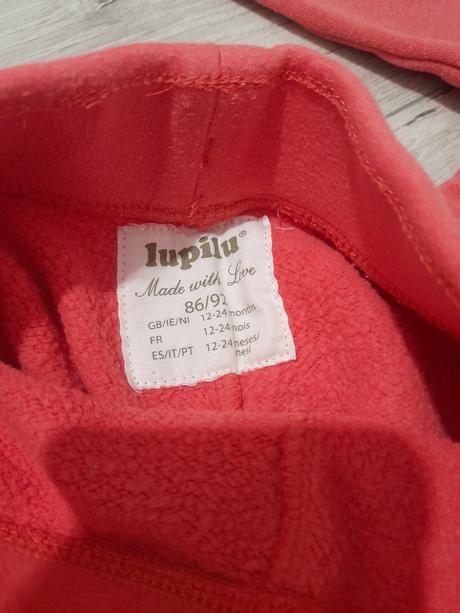 lupilu®
Made with Love
86/92
GB/IE/NI 12-24 months
FR 12-24 mois
ES/IT/PT 12-24 meses/
mesi